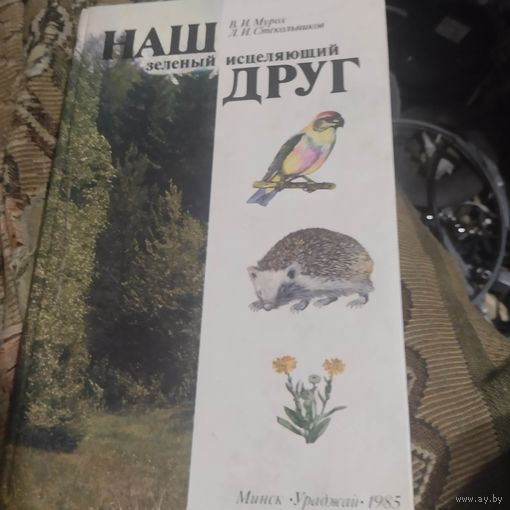 В. И. Мурох
Д. И. Стекольников
НАШ
зеленый исцеляющий
ДРУГ
Минск · Ураджай · 1985
www.ay.by